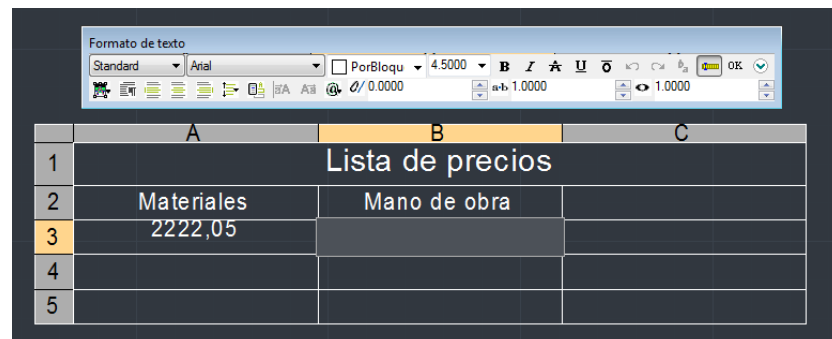 Formato de texto
Standard Arial PorBloqu 4.5000 B I A U O OK
0/ 0.0000 a·b 1.0000 1.0000
A B C
1 Lista de precios
2 Materiales Mano de obra
3 2222,05
4
5